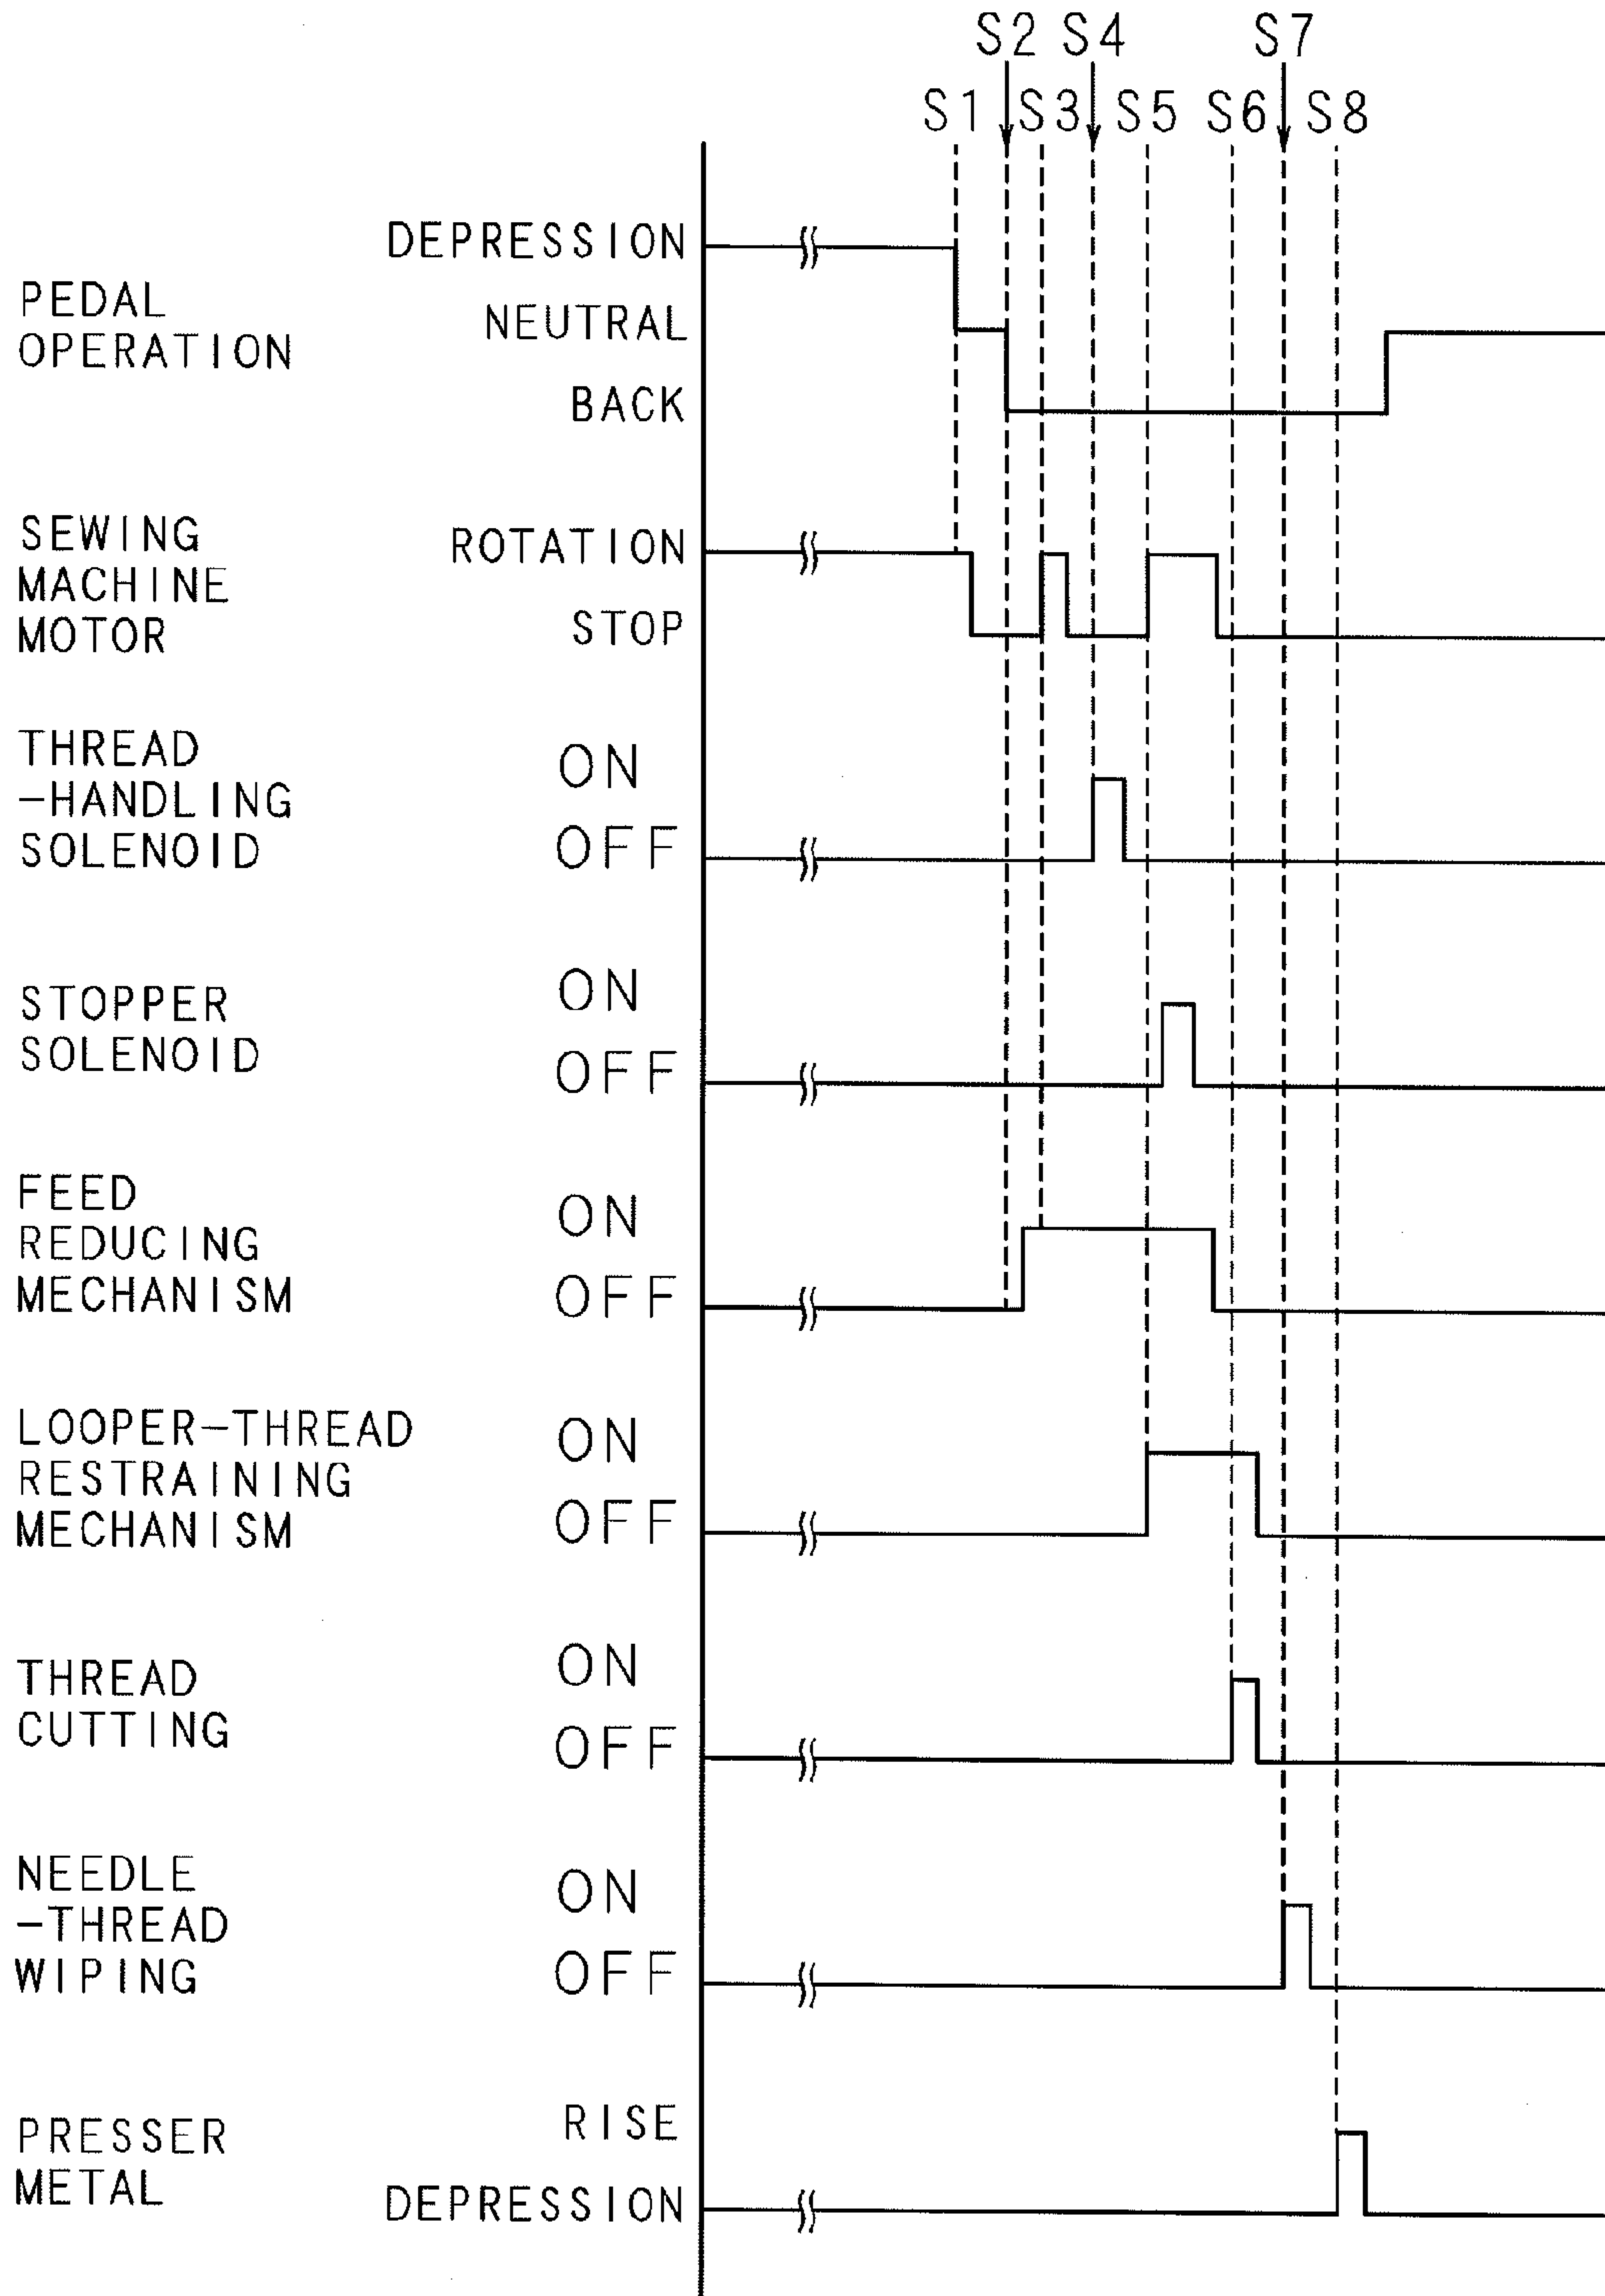 S2 S4 S7
S1 S3 S5 S6 S8
PEDAL
OPERATION
DEPRESSION
NEUTRAL
BACK
SEWING
MACHINE
MOTOR
ROTATION
STOP
THREAD
-HANDLING
SOLENOID
ON
OFF
STOPPER
SOLENOID
ON
OFF
FEED
REDUCING
MECHANISM
ON
OFF
LOOPER-THREAD
RESTRAINING
MECHANISM
ON
OFF
THREAD
CUTTING
ON
OFF
NEEDLE
-THREAD
WIPING
ON
OFF
PRESSER
METAL
RISE
DEPRESSION